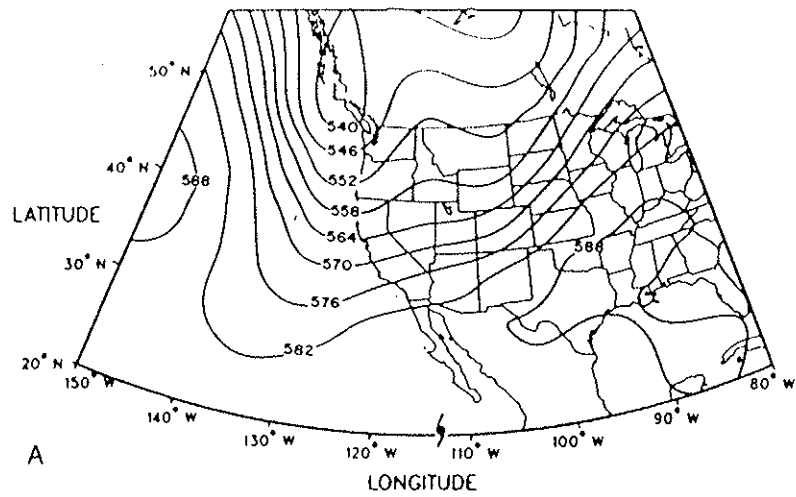 50° N
540
546
40° N
588
552
LATITUDE
558
564
588
30° N
570
576
582
20° N
150° W
80° W
140° W
90° W
130° W
120° W
110° W
100° W
A
LONGITUDE